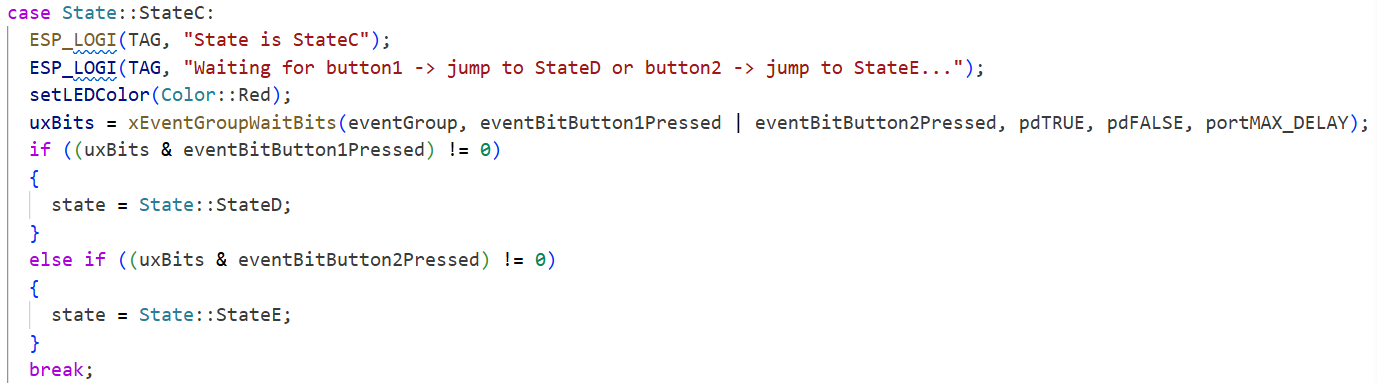 case State::StateC:
  ESP_LOGI(TAG, "State is StateC");
  ESP_LOGI(TAG, "Waiting for button1 -> jump to StateD or button2 -> jump to StateE...");
  setLEDColor(Color::Red);
  uxBits = xEventGroupWaitBits(eventGroup, eventBitButton1Pressed | eventBitButton2Pressed, pdTRUE, pdFALSE, portMAX_DELAY);
  if ((uxBits & eventBitButton1Pressed) != 0)
  {
    state = State::StateD;
  }
  else if ((uxBits & eventBitButton2Pressed) != 0)
  {
    state = State::StateE;
  }
  break;